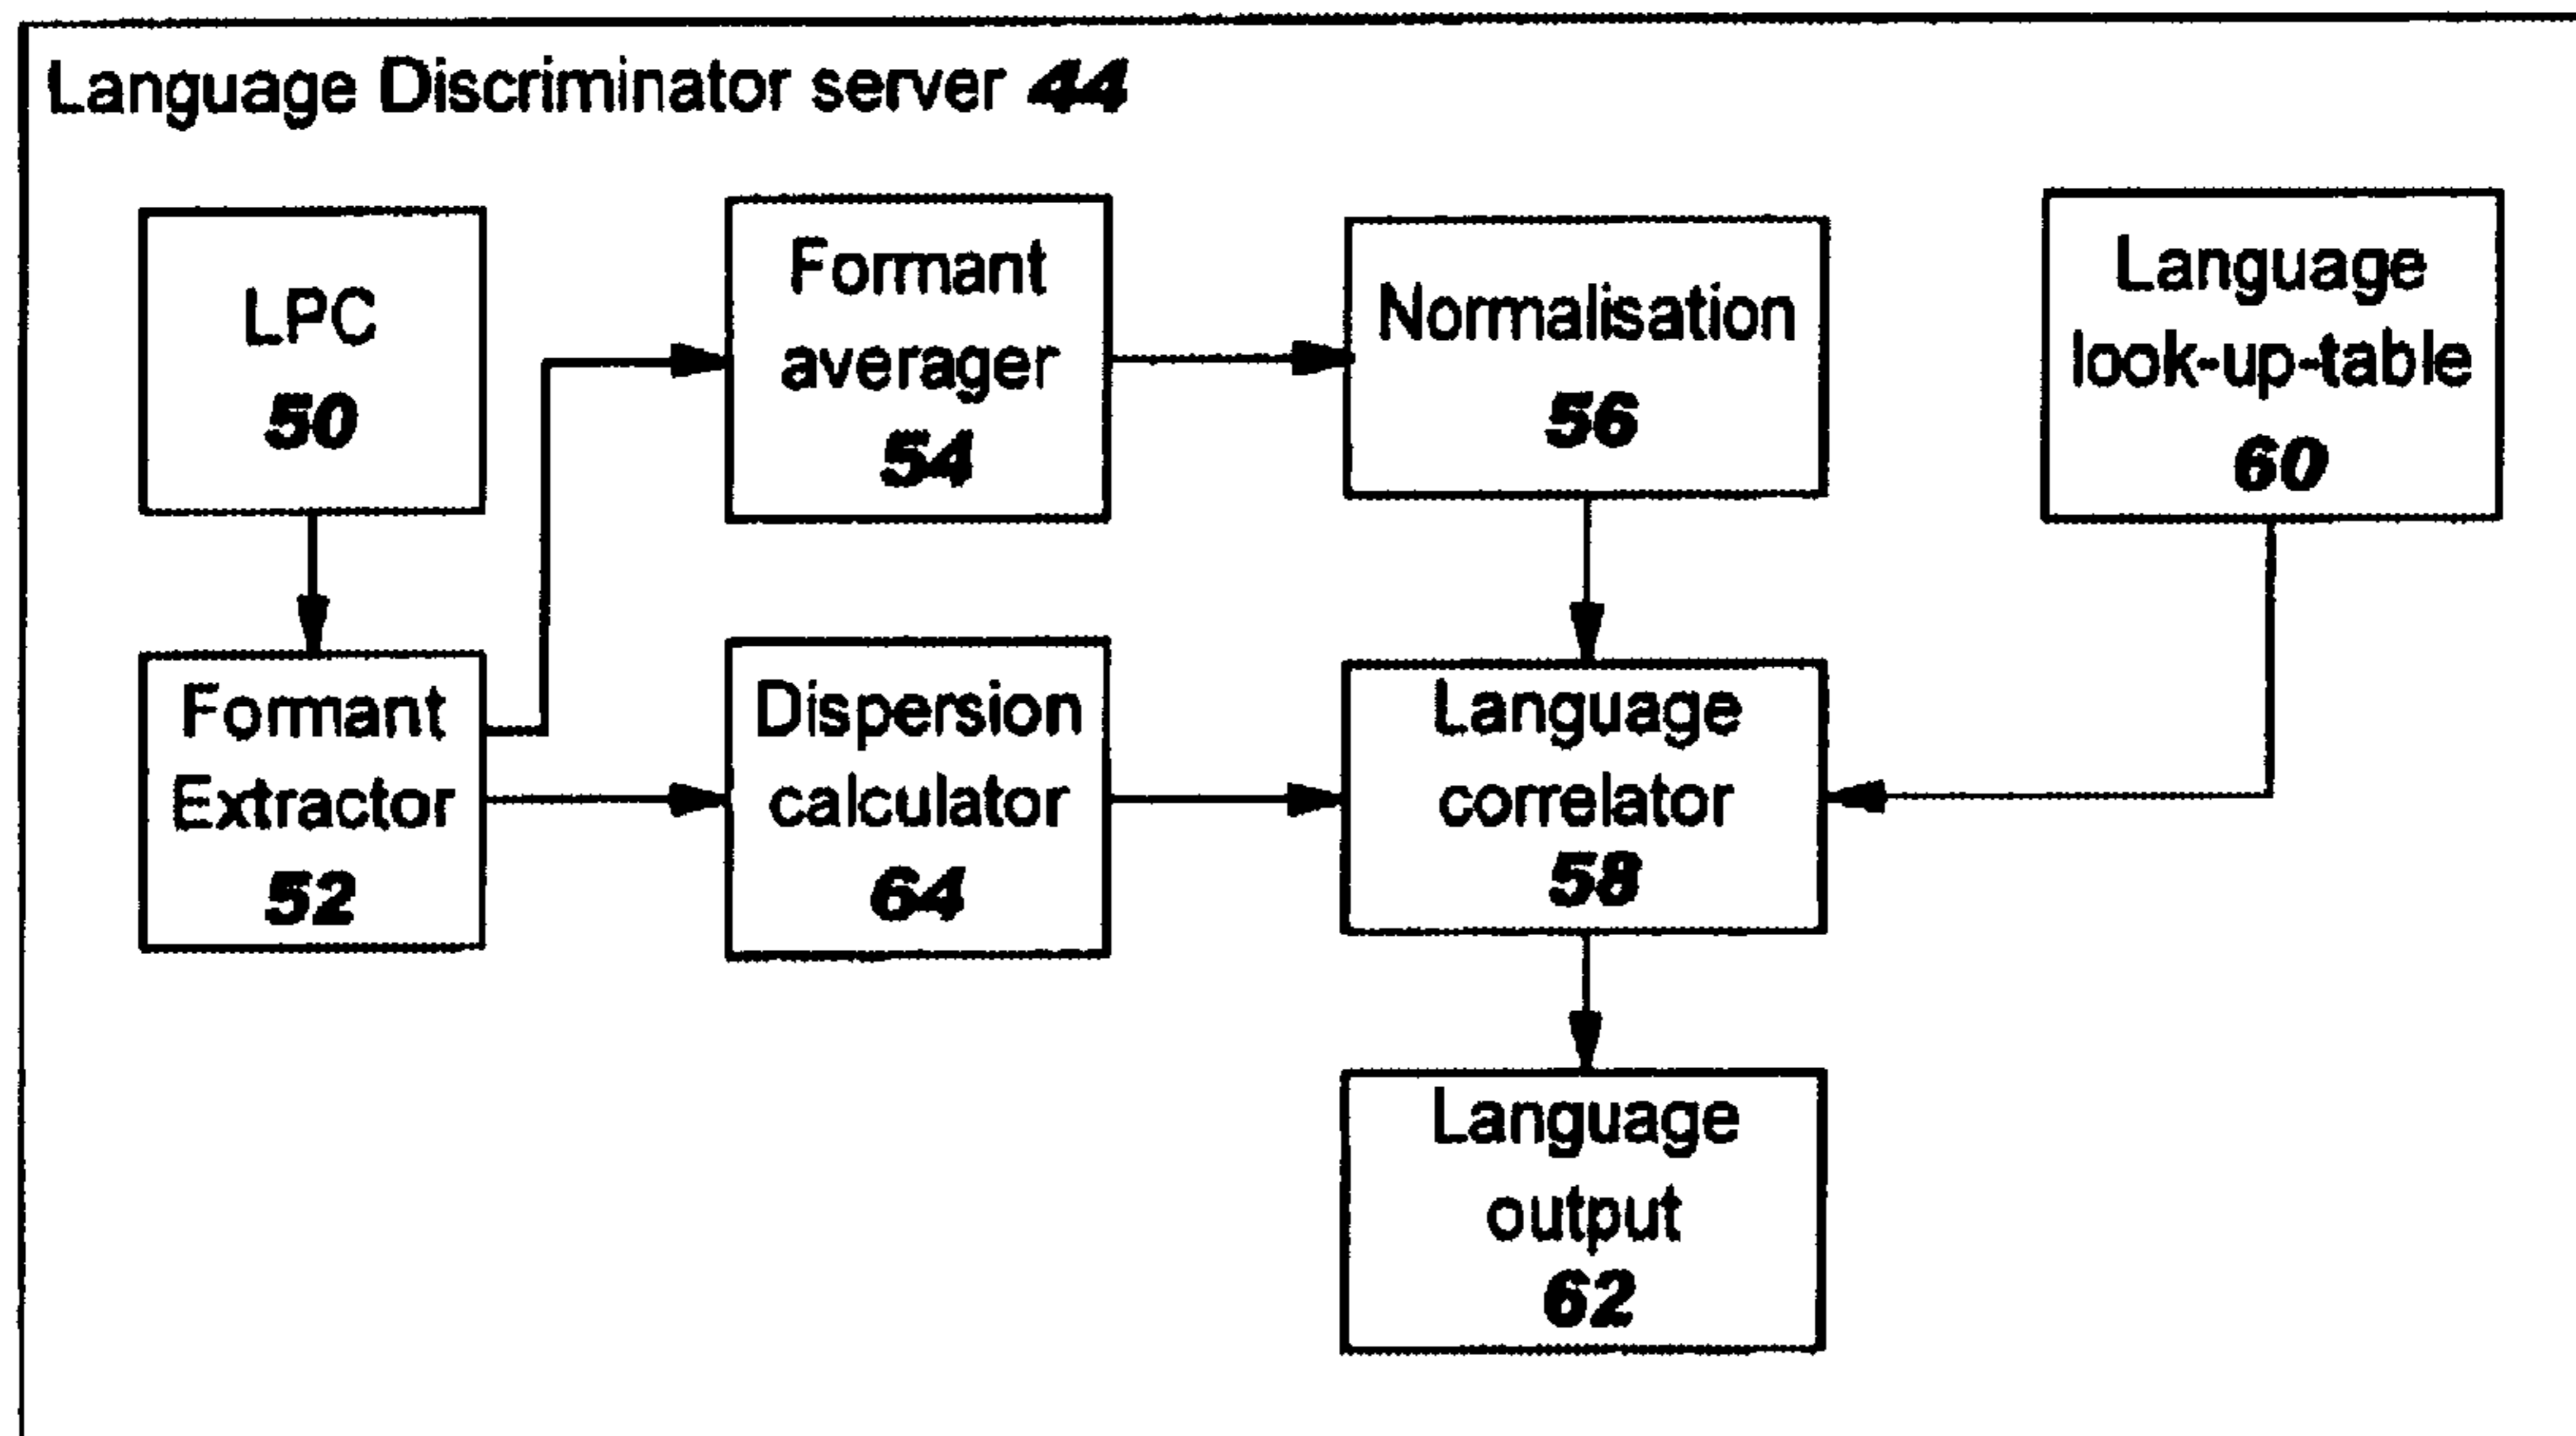 Language Discriminator server 44
LPC
50
Formant
averager
54
Normalisation
56
Language
look-up-table
60
Formant
Extractor
52
Dispersion
calculator
64
Language
correlator
58
Language
output
62